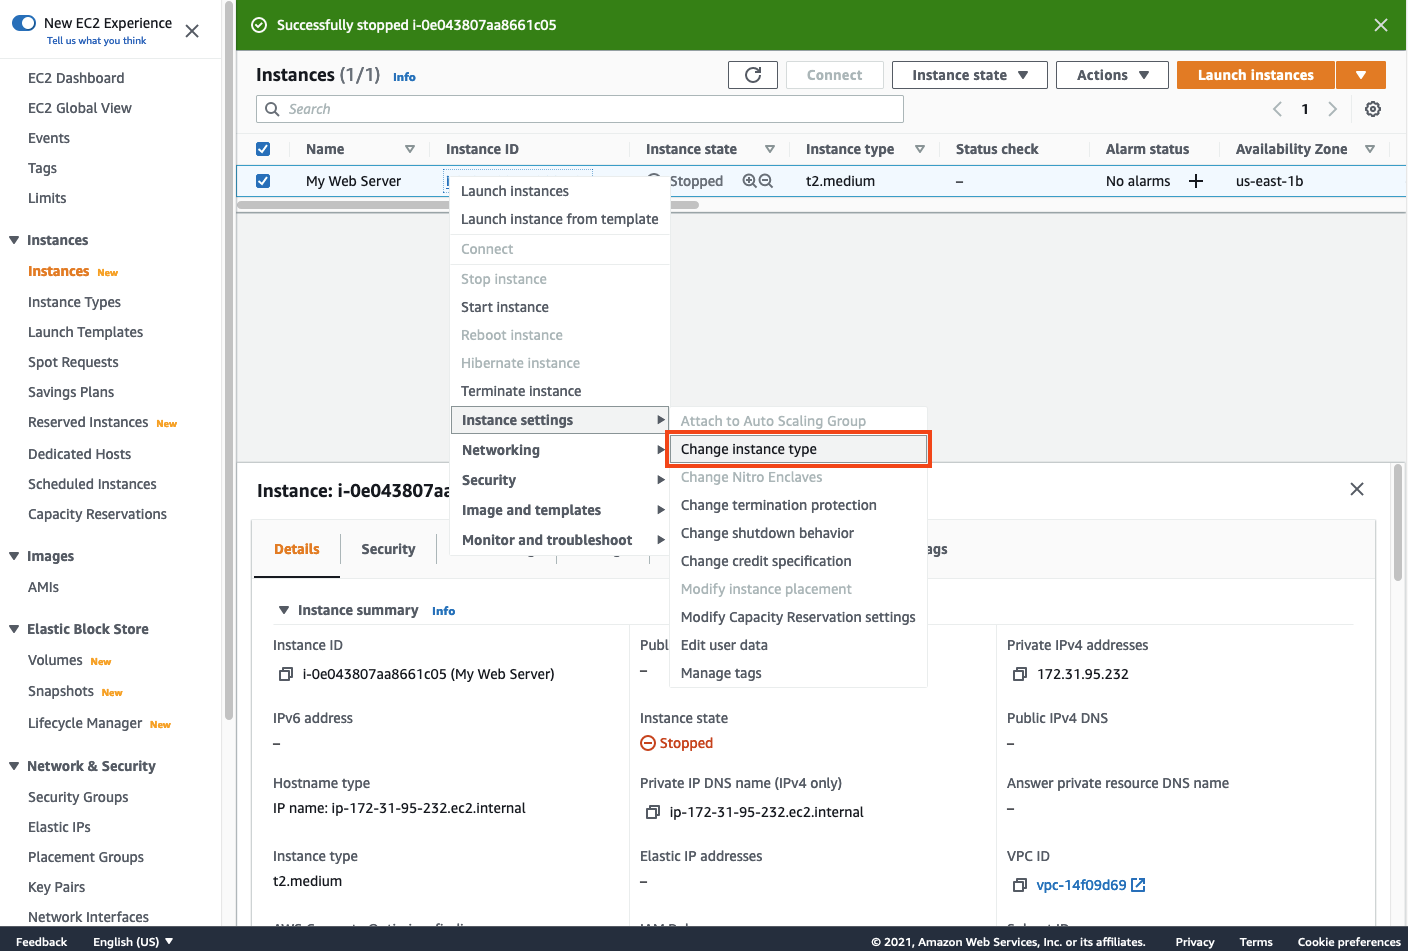 New EC2 Experience
Tell us what you think
EC2 Dashboard
EC2 Global View
Events
Tags
Limits
Instances
Instances New
Instance Types
Launch Templates
Spot Requests
Savings Plans
Reserved Instances New
Dedicated Hosts
Scheduled Instances
Capacity Reservations
Images
AMIs
Elastic Block Store
Volumes New
Snapshots New
Lifecycle Manager New
Network & Security
Security Groups
Elastic IPs
Placement Groups
Key Pairs
Network Interfaces
Successfully stopped i-0e043807aa8661c05
Instances (1/1) Info
Connect
Instance state
Actions
Launch instances
Search
1
Name Instance ID Instance state Instance type Status check Alarm status Availability Zone
My Web Server Stopped t2.medium – No alarms + us-east-1b
Launch instances
Launch instance from template
Connect
Stop instance
Start instance
Reboot instance
Hibernate instance
Terminate instance
Instance settings
Networking
Security
Image and templates
Monitor and troubleshoot
Attach to Auto Scaling Group
Change instance type
Change Nitro Enclaves
Change termination protection
Change shutdown behavior
Change credit specification
Modify instance placement
Modify Capacity Reservation settings
Edit user data
Manage tags
Instance: i-0e043807aa
Details Security
Instance summary Info
Instance ID
i-0e043807aa8661c05 (My Web Server)
Publ
–
Private IPv4 addresses
172.31.95.232
IPv6 address
–
Instance state
Stopped
Public IPv4 DNS
–
Hostname type
IP name: ip-172-31-95-232.ec2.internal
Private IP DNS name (IPv4 only)
ip-172-31-95-232.ec2.internal
Answer private resource DNS name
–
Instance type
t2.medium
Elastic IP addresses
–
VPC ID
vpc-14f09d69
Feedback English (US)
© 2021, Amazon Web Services, Inc. or its affiliates. Privacy Terms Cookie preferences